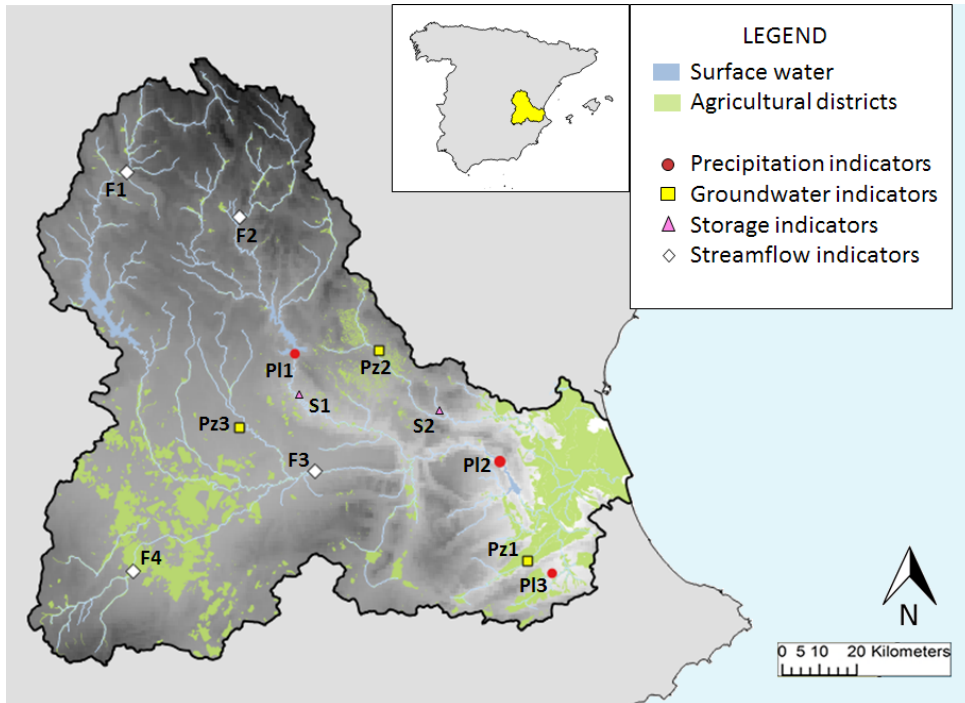 LEGEND
Surface water
Agricultural districts
Precipitation indicators
Groundwater indicators
Storage indicators
Streamflow indicators
F1
F2
Pl1
Pz2
S1
S2
Pz3
F3
Pl2
F4
Pz1
Pl3
N
0 5 10 20 Kilometers